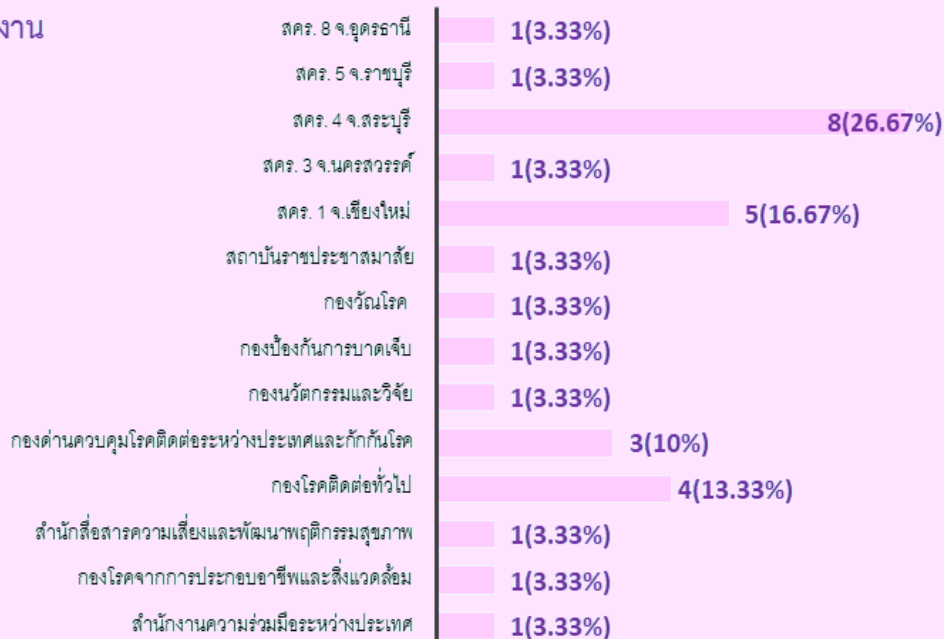 งาน
สคร. 8 จ.อุดรธานี 1(3.33%)
สคร. 5 จ.ราชบุรี 1(3.33%)
สคร. 4 จ.สระบุรี 8(26.67%)
สคร. 3 จ.นครสวรรค์ 1(3.33%)
สคร. 1 จ.เชียงใหม่ 5(16.67%)
สถาบันราชประชาสมาสัย 1(3.33%)
กองวัณโรค 1(3.33%)
กองป้องกันการบาดเจ็บ 1(3.33%)
กองนวัตกรรมและวิจัย 1(3.33%)
กองด่านควบคุมโรคติดต่อระหว่างประเทศและกักกันโรค 3(10%)
กองโรคติดต่อทั่วไป 4(13.33%)
สำนักสื่อสารความเสี่ยงและพัฒนาพฤติกรรมสุขภาพ 1(3.33%)
กองโรคจากการประกอบอาชีพและสิ่งแวดล้อม 1(3.33%)
สำนักงานความร่วมมือระหว่างประเทศ 1(3.33%)